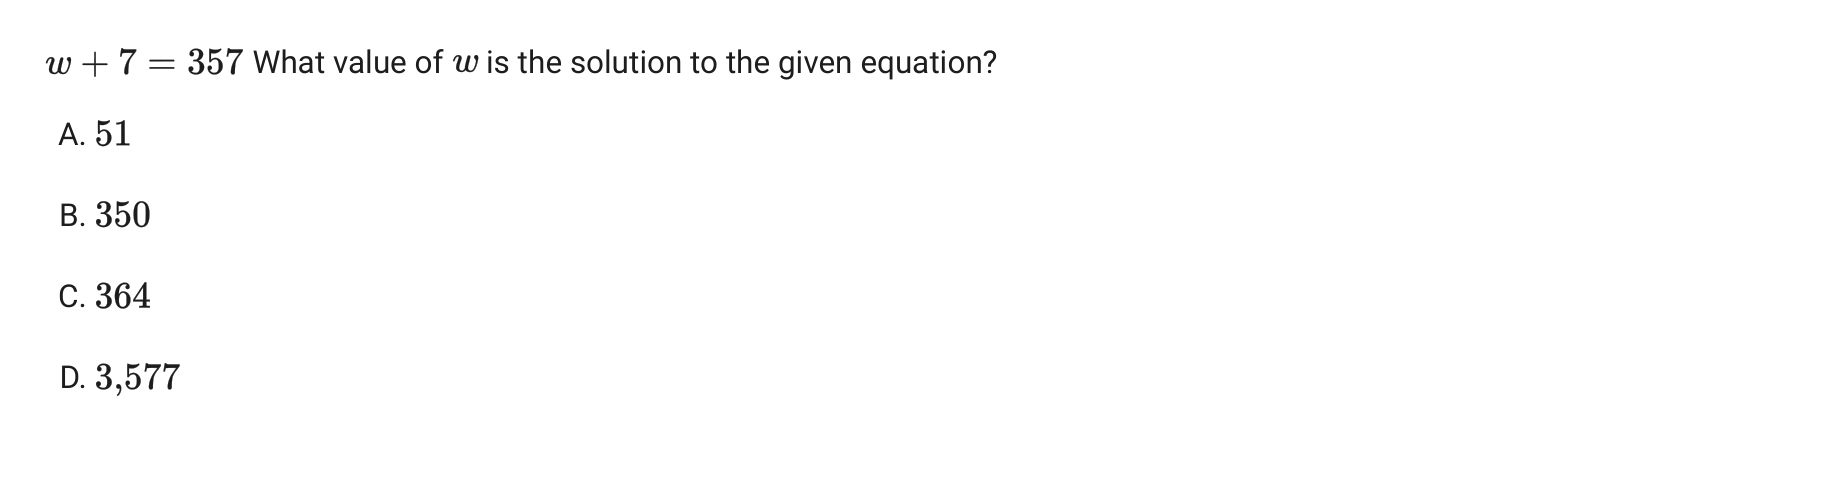 w + 7 = 357 What value of w is the solution to the given equation?
A. 51
B. 350
C. 364
D. 3,577